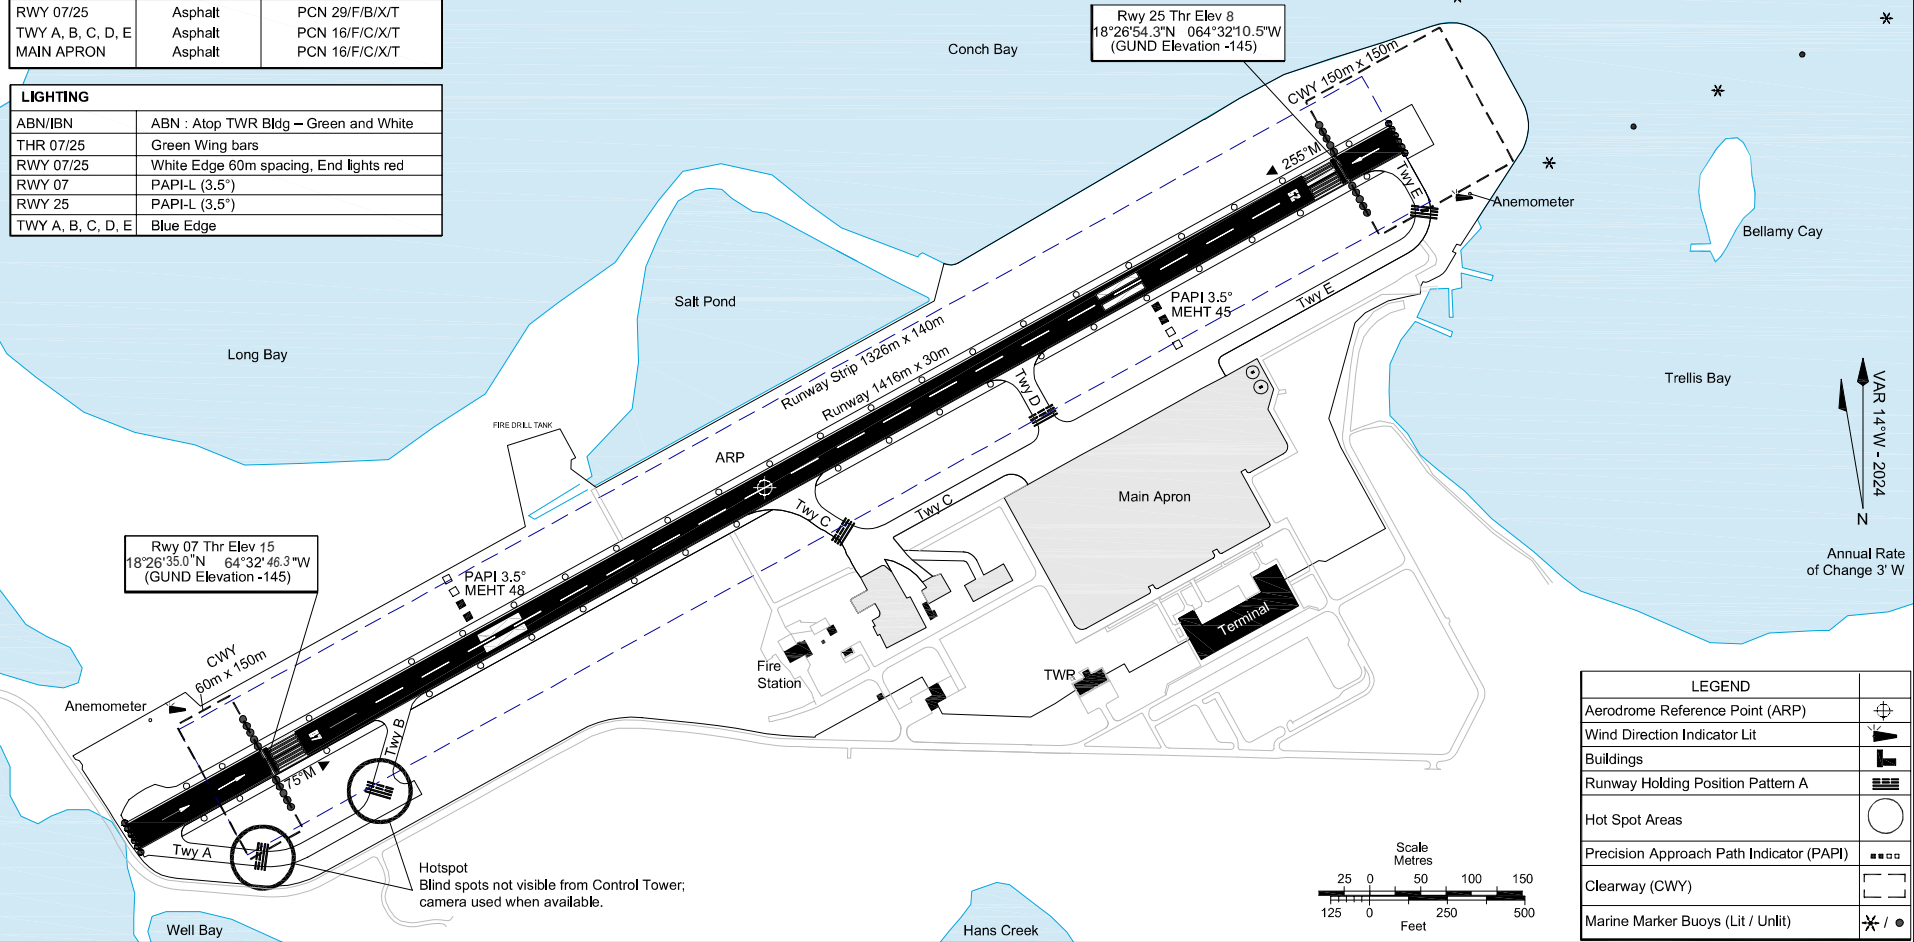 RWY 07/25 Asphalt PCN 29/F/B/X/T
TWY A, B, C, D, E Asphalt PCN 16/F/C/X/T
MAIN APRON Asphalt PCN 16/F/C/X/T
LIGHTING
ABN/IBN ABN : Atop TWR Bldg – Green and White
THR 07/25 Green Wing bars
RWY 07/25 White Edge 60m spacing, End lights red
RWY 07 PAPI-L (3.5°)
RWY 25 PAPI-L (3.5°)
TWY A, B, C, D, E Blue Edge
Conch Bay
Rwy 25 Thr Elev 8
18°26'54.3"N 064°32'10.5"W
(GUND Elevation -145)
CWY 150m x 150m
255°M
25
Twy E
Anemometer
Bellamy Cay
Salt Pond
PAPI 3.5°
MEHT 45
Twy E
Long Bay
Runway Strip 1326m x 140m
Runway 1416m x 30m
Twy D
Trellis Bay
VAR 14°W - 2024
N
Annual Rate
of Change 3' W
FIRE DRILL TANK
ARP
Twy C
Twy C
Main Apron
Rwy 07 Thr Elev 15
18°26'35.0"N 64°32'46.3"W
(GUND Elevation -145)
PAPI 3.5°
MEHT 48
Terminal
Fire
Station
TWR
CWY
60m x 150m
Anemometer
07
75°M
Twy B
Twy A
Hotspot
Blind spots not visible from Control Tower;
camera used when available.
Well Bay
Hans Creek
Scale
Metres
25 0 50 100 150
125 0 250 500
Feet
LEGEND
Aerodrome Reference Point (ARP)
Wind Direction Indicator Lit
Buildings
Runway Holding Position Pattern A
Hot Spot Areas
Precision Approach Path Indicator (PAPI)
Clearway (CWY)
Marine Marker Buoys (Lit / Unlit) /